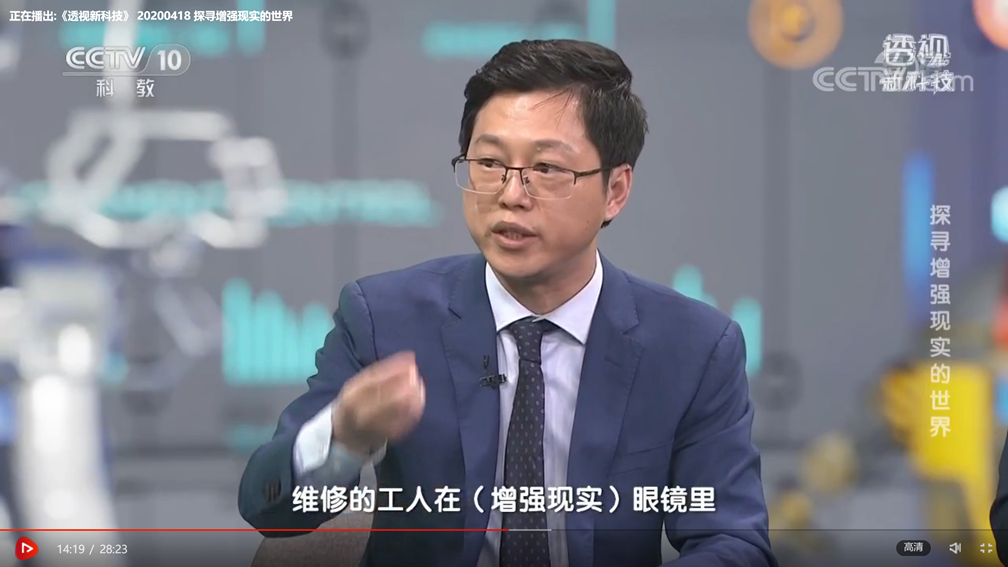 正在播出:《透视新科技》 20200418 探寻增强现实的世界
CCTV 10
科 教
透视
新科技
CCTV.com
探寻增强现实的世界
维修的工人在（增强现实）眼镜里
14:19 / 28:23
高清